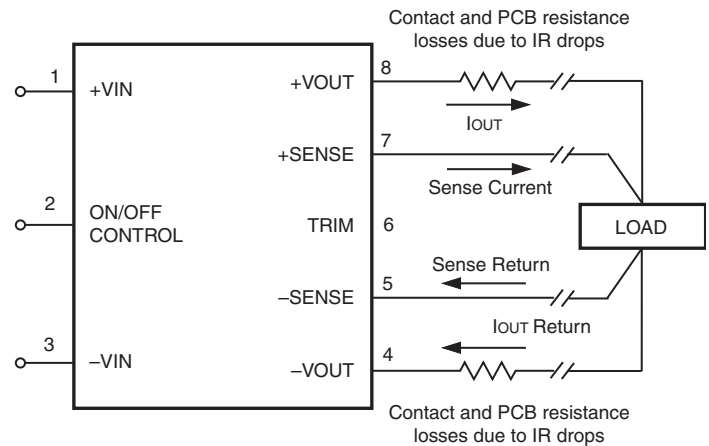 Contact and PCB resistance
losses due to IR drops
1
+VIN
+VOUT
8
IOUT
7
+SENSE
Sense Current
2
ON/OFF
CONTROL
TRIM
6
LOAD
Sense Return
5
–SENSE
IOUT Return
3
–VIN
–VOUT
4
Contact and PCB resistance
losses due to IR drops